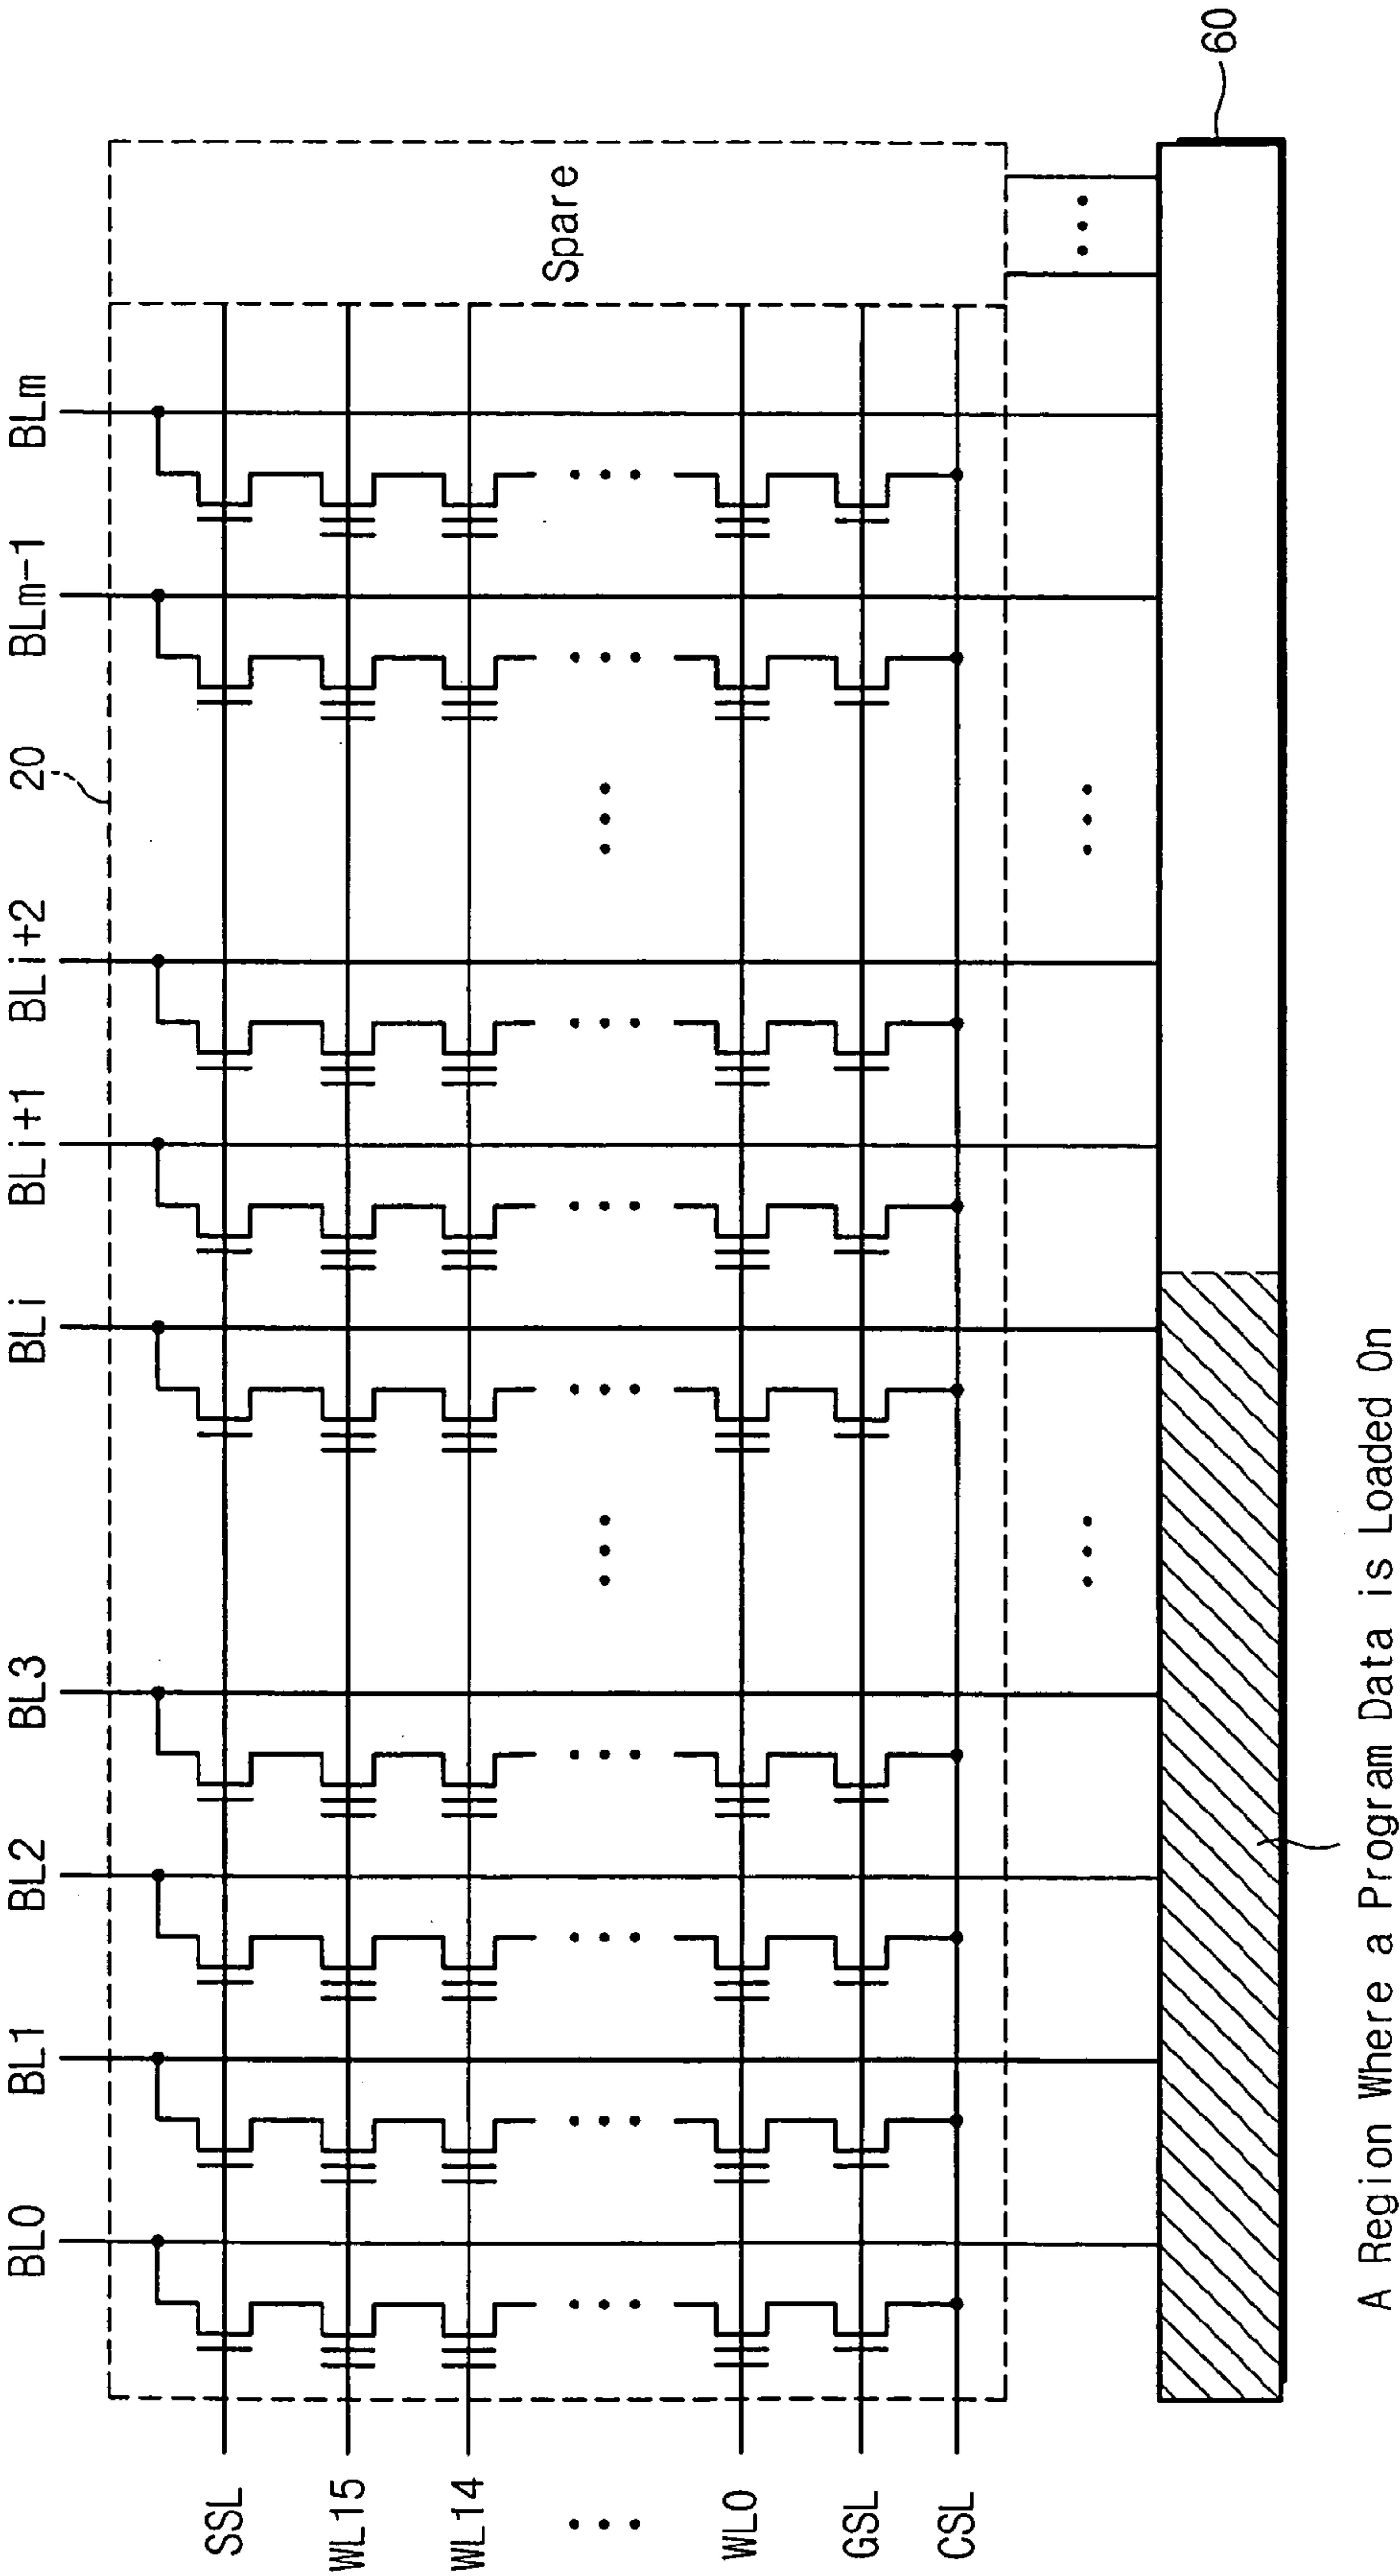 BL0 BL1 BL2 BL3 BLi BLi+1 BLi+2 20 BLm-1 BLm
SSL
WL15
WL14
WL0
GSL
CSL
Spare
60
A Region Where a Program Data is Loaded On